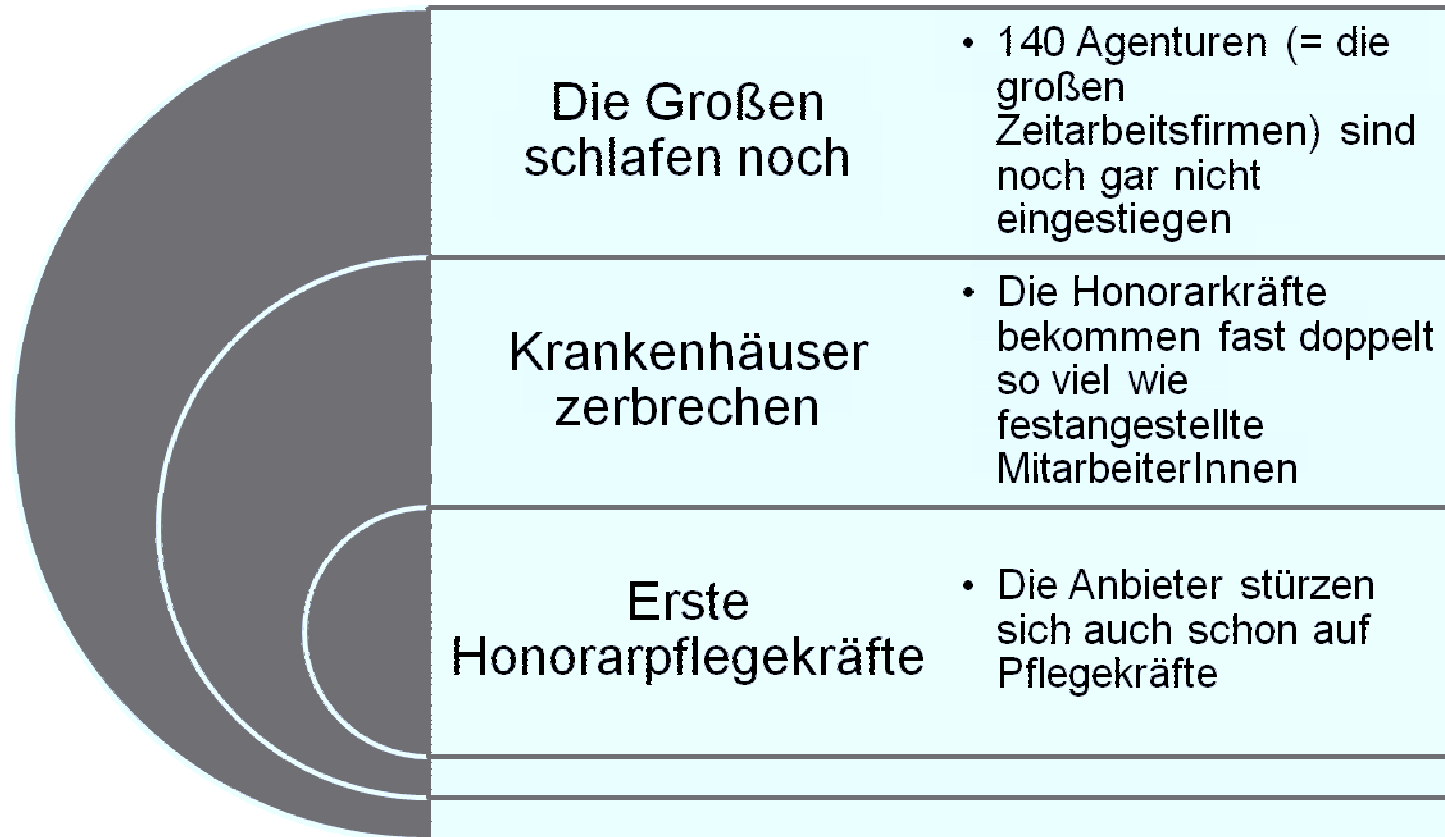 Die Großen
schlafen noch
• 140 Agenturen (= die
großen
Zeitarbeitsfirmen) sind
noch gar nicht
eingestiegen
Krankenhäuser
zerbrechen
• Die Honorarkräfte
bekommen fast doppelt
so viel wie
festangestellte
MitarbeiterInnen
Erste
Honorarpflegekräfte
• Die Anbieter stürzen
sich auch schon auf
Pflegekräfte